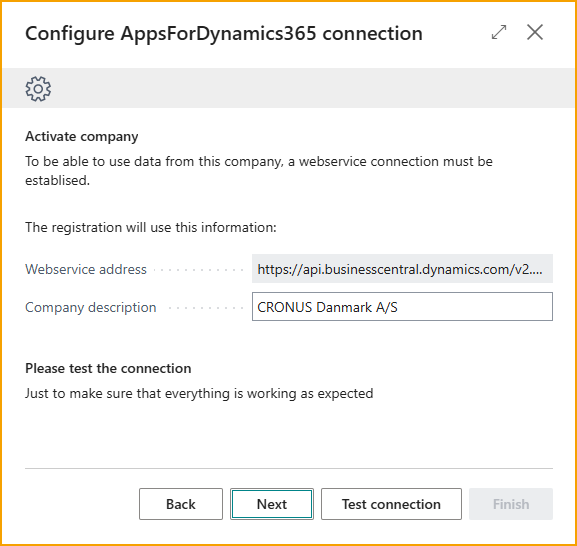 Configure AppsForDynamics365 connection
Activate company
To be able to use data from this company, a webservice connection must be
establised.
The registration will use this information:
Webservice address https://api.businesscentral.dynamics.com/v2....
Company description CRONUS Danmark A/S
Please test the connection
Just to make sure that everything is working as expected
Back Next Test connection Finish